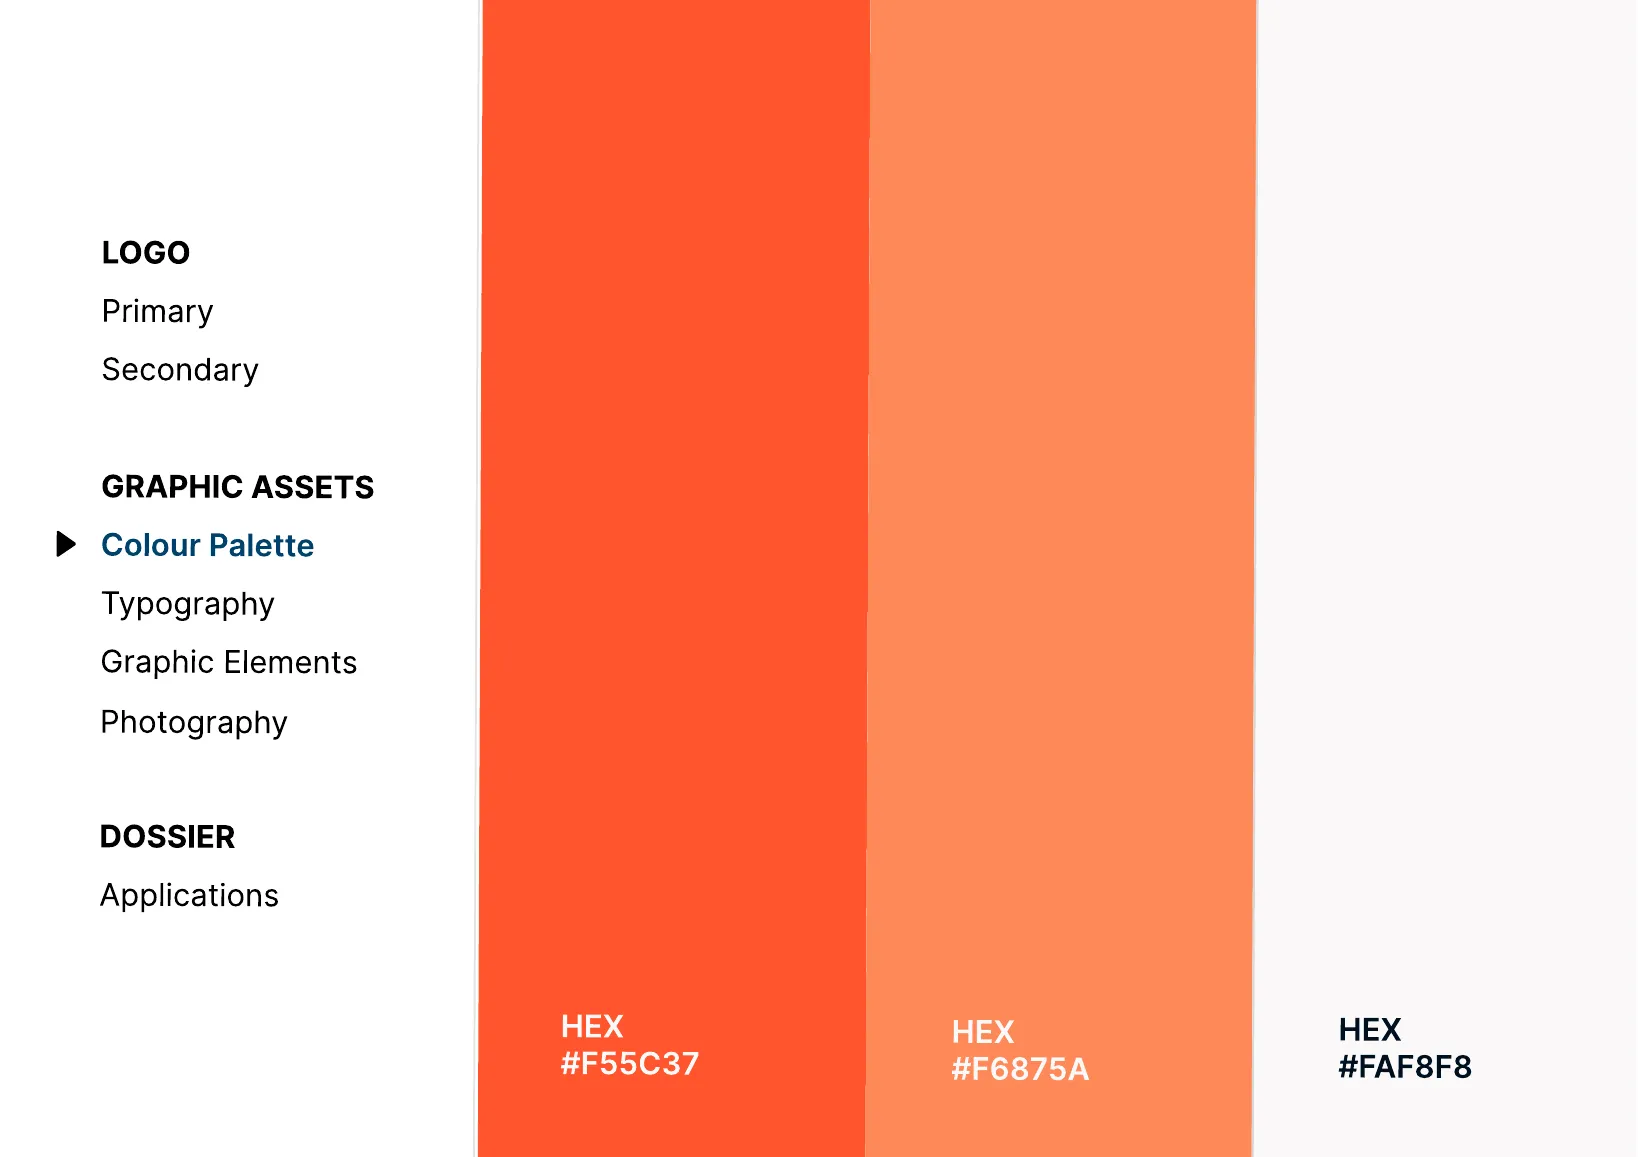 LOGO
Primary
Secondary
GRAPHIC ASSETS
Colour Palette
Typography
Graphic Elements
Photography
DOSSIER
Applications
HEX
#F55C37
HEX
#F6875A
HEX
#FAF8F8